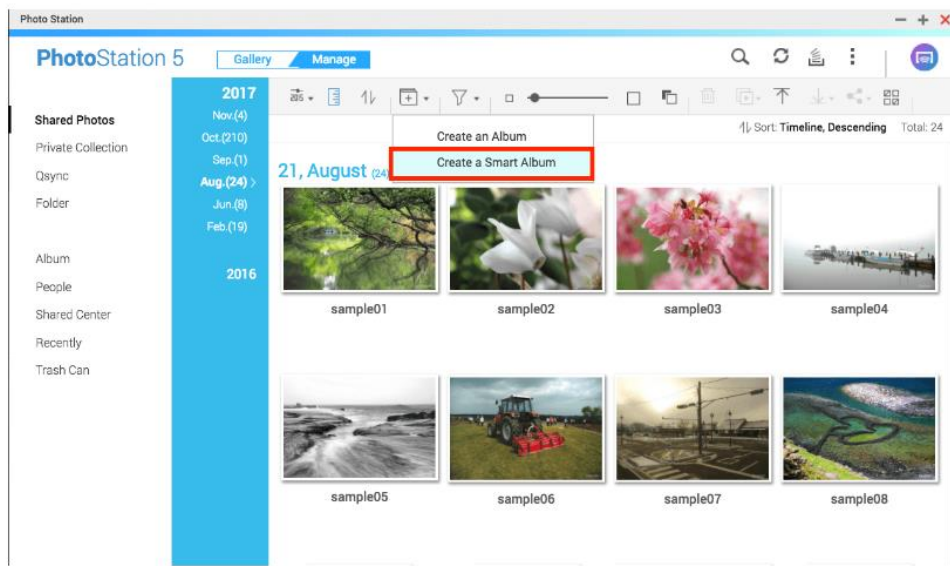 Photo Station
PhotoStation 5
Gallery
Manage
Shared Photos
Private Collection
Qsync
Folder
Album
People
Shared Center
Recently
Trash Can
2017
Nov.(4)
Oct.(210)
Sep.(1)
Aug.(24) >
Jun.(8)
Feb.(19)
2016
Create an Album
Create a Smart Album
Sort: Timeline, Descending Total: 24
21, August (24)
sample01 sample02 sample03 sample04
sample05 sample06 sample07 sample08